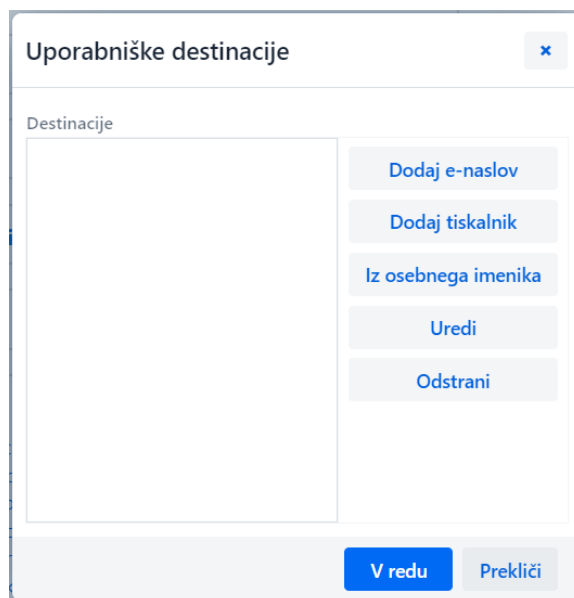 Uporabniške destinacije
Destinacije
Dodaj e-naslov
Dodaj tiskalnik
Iz osebnega imenika
Uredi
Odstrani
V redu
Prekliči